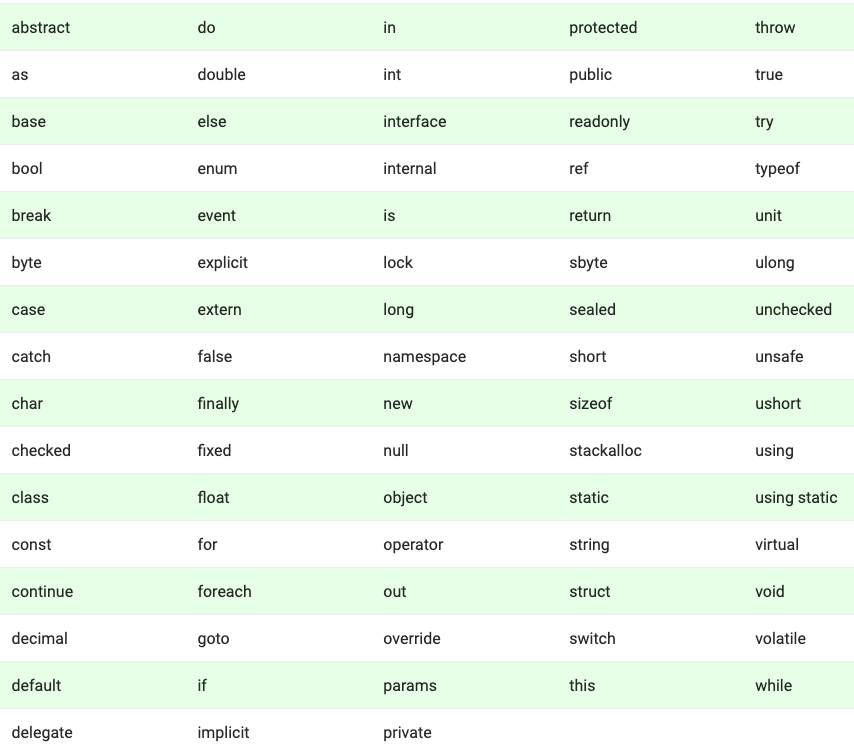 abstract do in protected throw
as double int public true
base else interface readonly try
bool enum internal ref typeof
break event is return unit
byte explicit lock sbyte ulong
case extern long sealed unchecked
catch false namespace short unsafe
char finally new sizeof ushort
checked fixed null stackalloc using
class float object static using static
const for operator string virtual
continue foreach out struct void
decimal goto override switch volatile
default if params this while
delegate implicit private